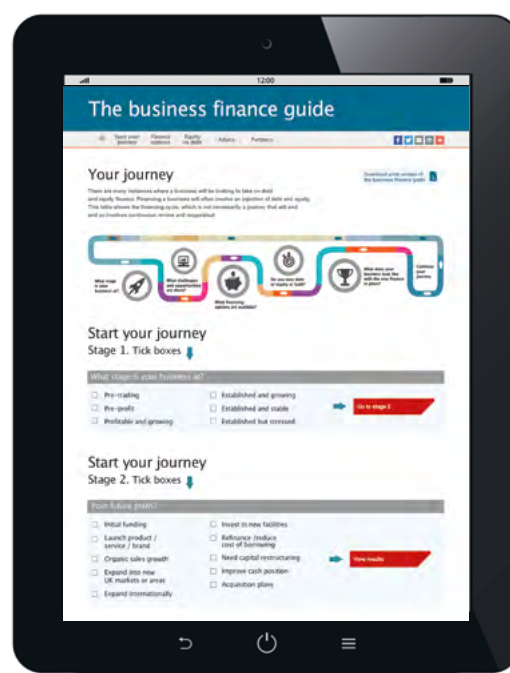 12:00
The business finance guide
Start your journey
Finance options
Equity vs debt
Advice
Partners
Your journey
Download print version of
the business finance guide
There are many instances where a business will be looking to take on debt
and equity finance. Financing a business will often involve an injection of debt and equity.
This table shows the financing cycle, which is not necessarily a journey that will end
and so involves continuous review and reappraisal
What stage
is your
business at?
What challenges
and opportunities
are there?
What financing
options are available?
Do you take debt
or equity or both?
What does your
business look like
with the new finance
in place?
Continue
your
journey
Start your journey
Stage 1. Tick boxes
What stage is your business at?
Pre-trading
Pre-profit
Profitable and growing
Established and growing
Established and stable
Established but stressed
Go to stage 2
Start your journey
Stage 2. Tick boxes
Your future plans?
Initial funding
Launch product /
service / brand
Organic sales growth
Expand into new
UK markets or areas
Expand internationally
Invest in new facilities
Refinance /reduce
cost of borrowing
Need capital restructuring
Improve cash position
Acquisition plans
View results